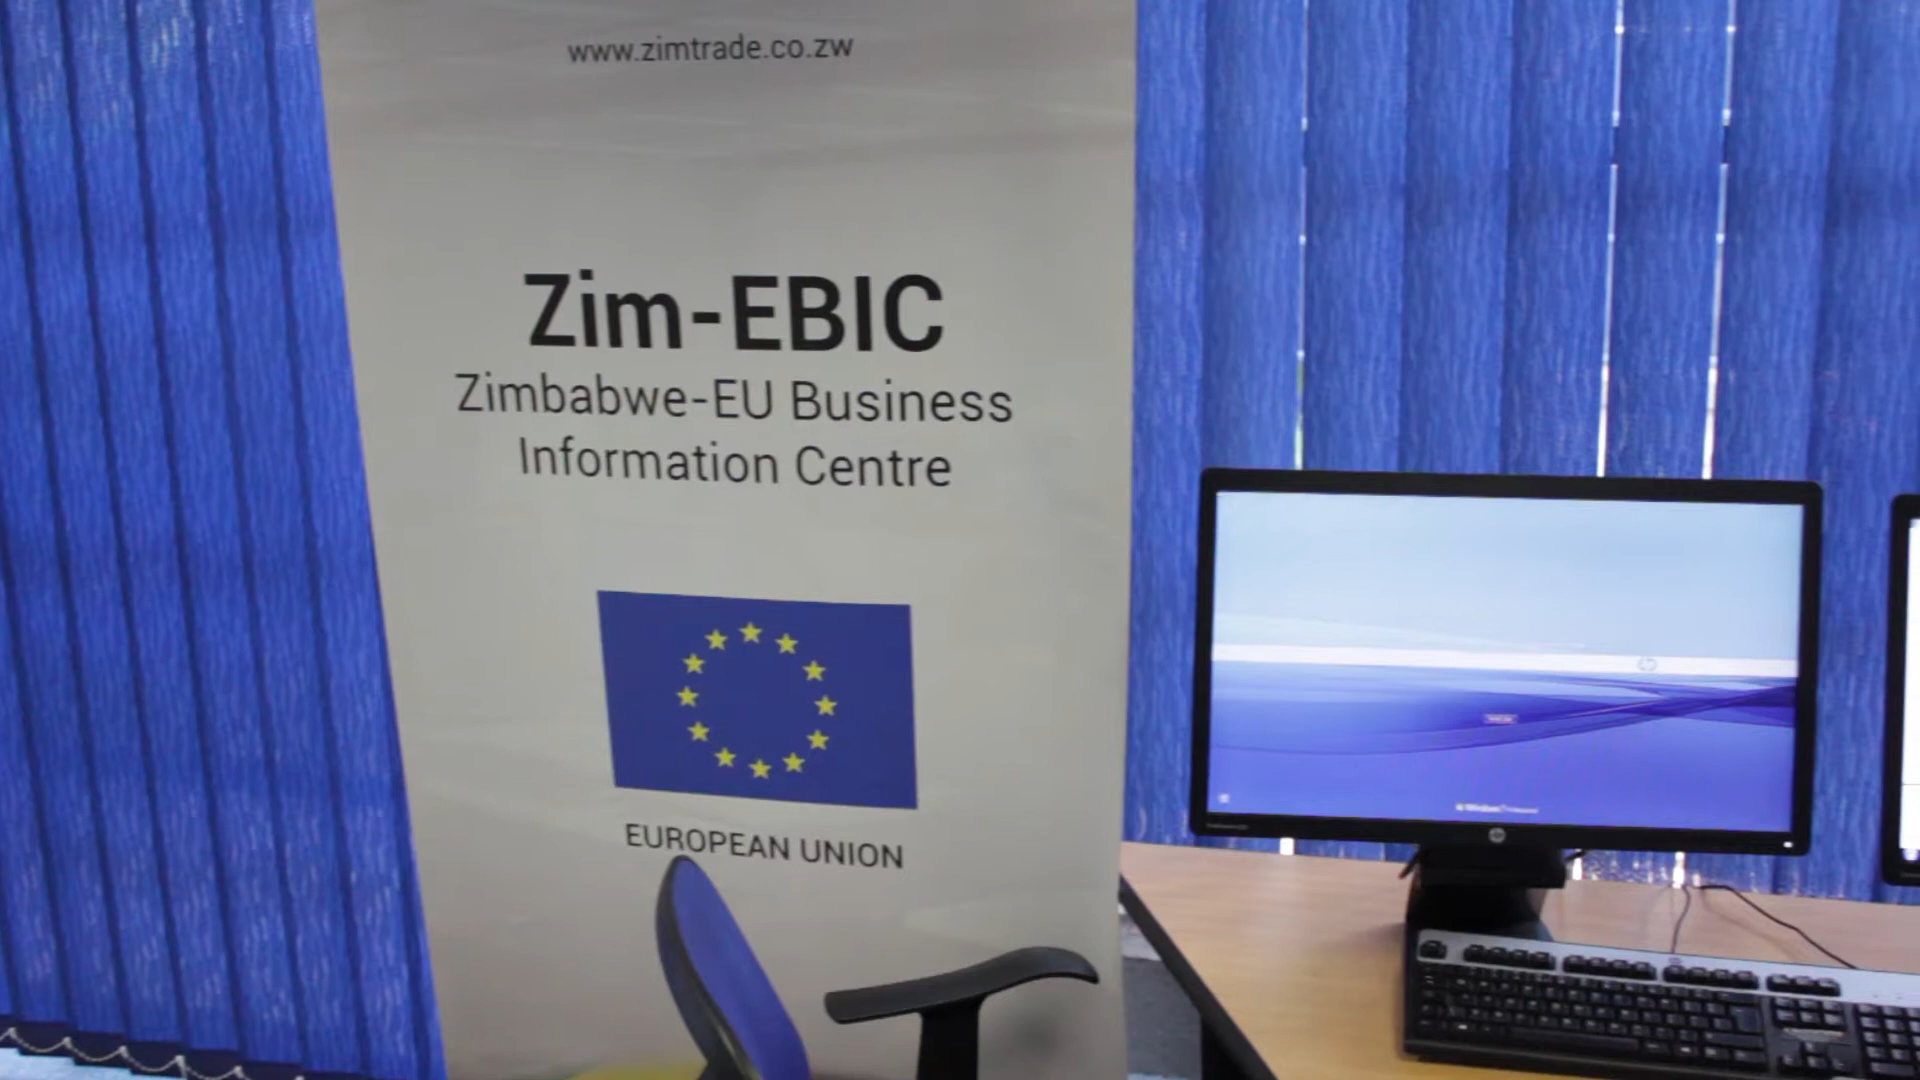 www.zimtrade.co.zw
Zim-EBIC
Zimbabwe-EU Business
Information Centre
EUROPEAN UNION